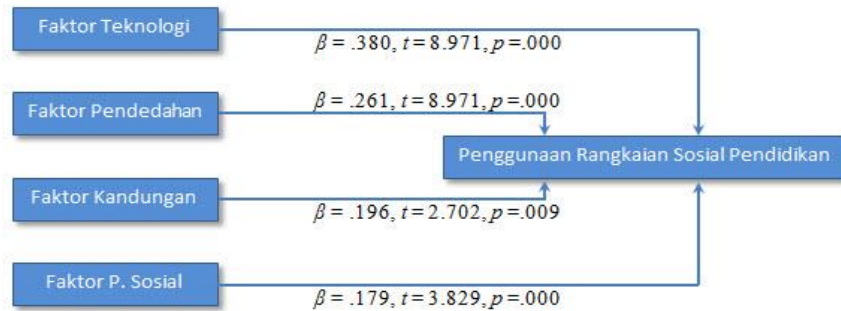 Faktor Teknologi
β = .380, t = 8.971, p =.000
Faktor Pendedahan
β = .261, t = 8.971, p =.000
Penggunaan Rangkaian Sosial Pendidikan
Faktor Kandungan
β = .196, t = 2.702, p =.009
Faktor P. Sosial
β = .179, t = 3.829, p =.000